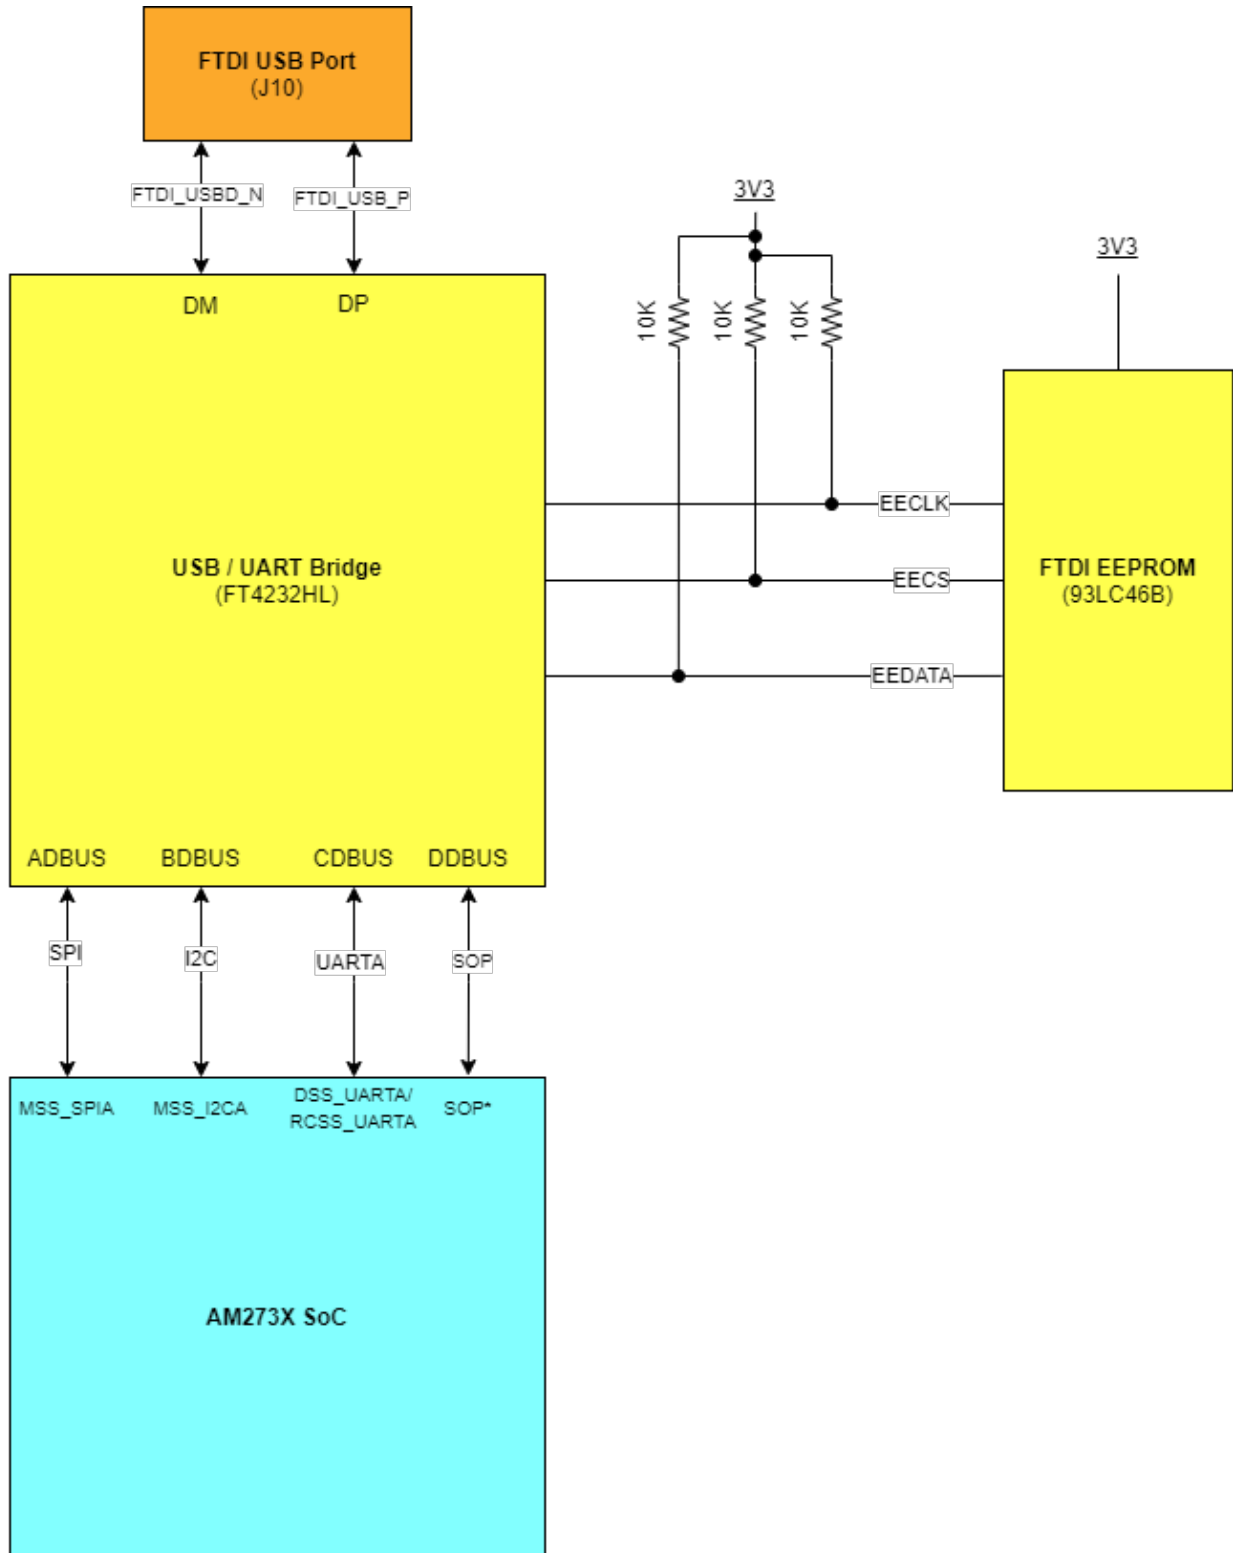 FTDI USB Port
(J10)
FTDI_USBD_N
FTDI_USB_P
DM
DP
3V3
10K
10K
10K
3V3
USB / UART Bridge
(FT4232HL)
EECLK
EECS
EEDATA
FTDI EEPROM
(93LC46B)
ADBUS
BDBUS
CDBUS
DDBUS
SPI
I2C
UARTA
SOP
MSS_SPIA
MSS_I2CA
DSS_UARTA/
RCSS_UARTA
SOP*
AM273X SoC